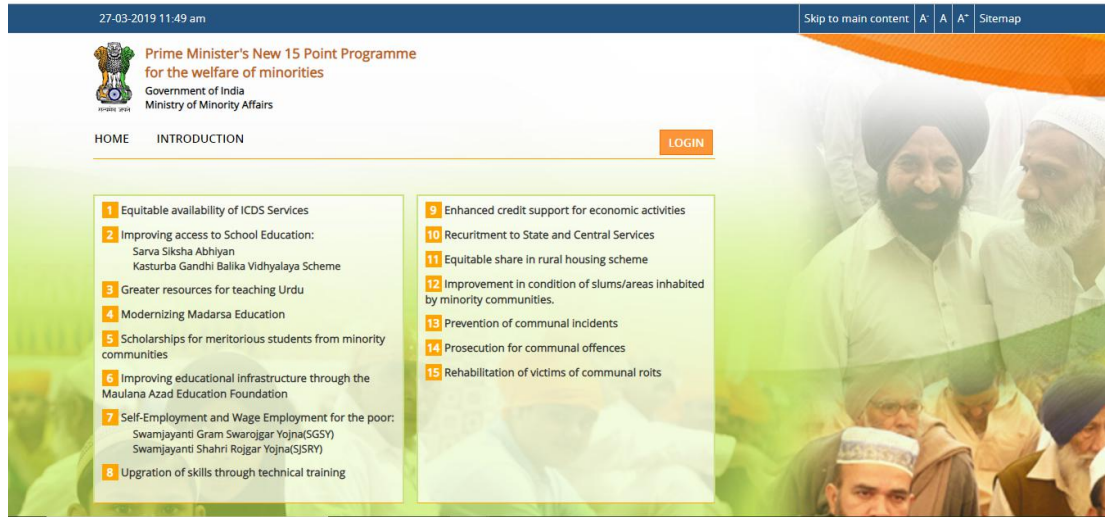 27-03-2019 11:49 am
Skip to main content A- A A+ Sitemap
Prime Minister's New 15 Point Programme
for the welfare of minorities
Government of India
Ministry of Minority Affairs
सत्यमेव जयते
HOME INTRODUCTION
LOGIN
1 Equitable availability of ICDS Services
2 Improving access to School Education:
Sarva Siksha Abhiyan
Kasturba Gandhi Balika Vidhyalaya Scheme
3 Greater resources for teaching Urdu
4 Modernizing Madarsa Education
5 Scholarships for meritorious students from minority
communities
6 Improving educational infrastructure through the
Maulana Azad Education Foundation
7 Self-Employment and Wage Employment for the poor:
Swamjayanti Gram Swarojgar Yojna(SGSY)
Swamjayanti Shahri Rojgar Yojna(SJSRY)
8 Upgration of skills through technical training
9 Enhanced credit support for economic activities
10 Recuritment to State and Central Services
11 Equitable share in rural housing scheme
12 Improvement in condition of slums/areas inhabited
by minority communities.
13 Prevention of communal incidents
14 Prosecution for communal offences
15 Rehabilitation of victims of communal roits